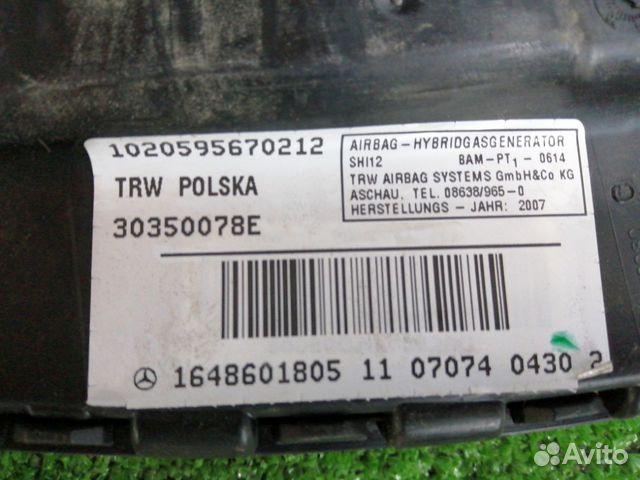 1020595670212
TRW POLSKA
30350078E
AIRBAG - HYBRIDGASGENERATOR
SHI12 BAM-PT1 - 0614
TRW AIRBAG SYSTEMS GmbH&Co KG
ASCHAU, TEL. 08638/965-0
HERSTELLUNGS - JAHR: 2007
1648601805 11 07074 0430 2
Avito